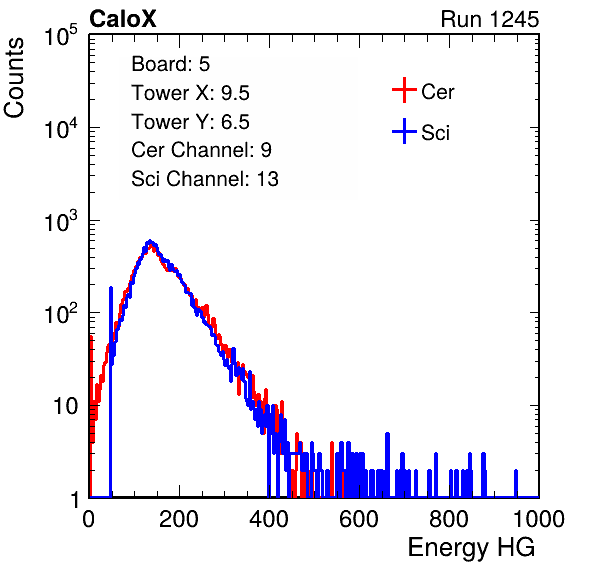 CaloX Run 1245
Counts
10^5
10^4
10^3
10^2
10
1
Board: 5
Tower X: 9.5
Tower Y: 6.5
Cer Channel: 9
Sci Channel: 13
Cer
Sci
0 200 400 600 800 1000
Energy HG